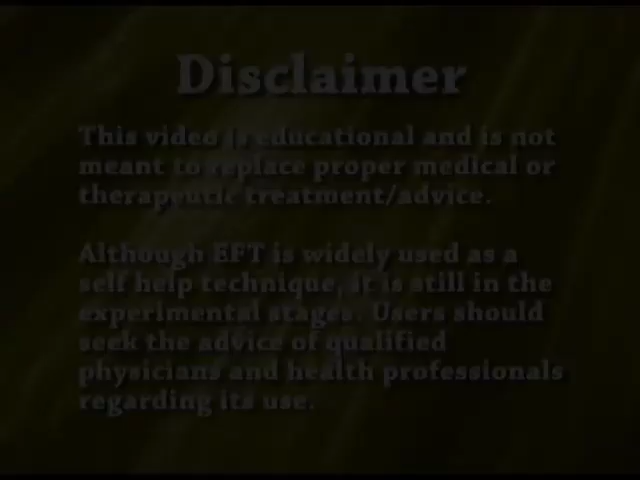 Disclaimer
This video is educational and is not
meant to replace proper medical or
therapeutic treatment/advice.
Although EFT is widely used as a
self help technique, it is still in the
experimental stages. Users should
seek the advice of qualified
physicians and health professionals
regarding its use.